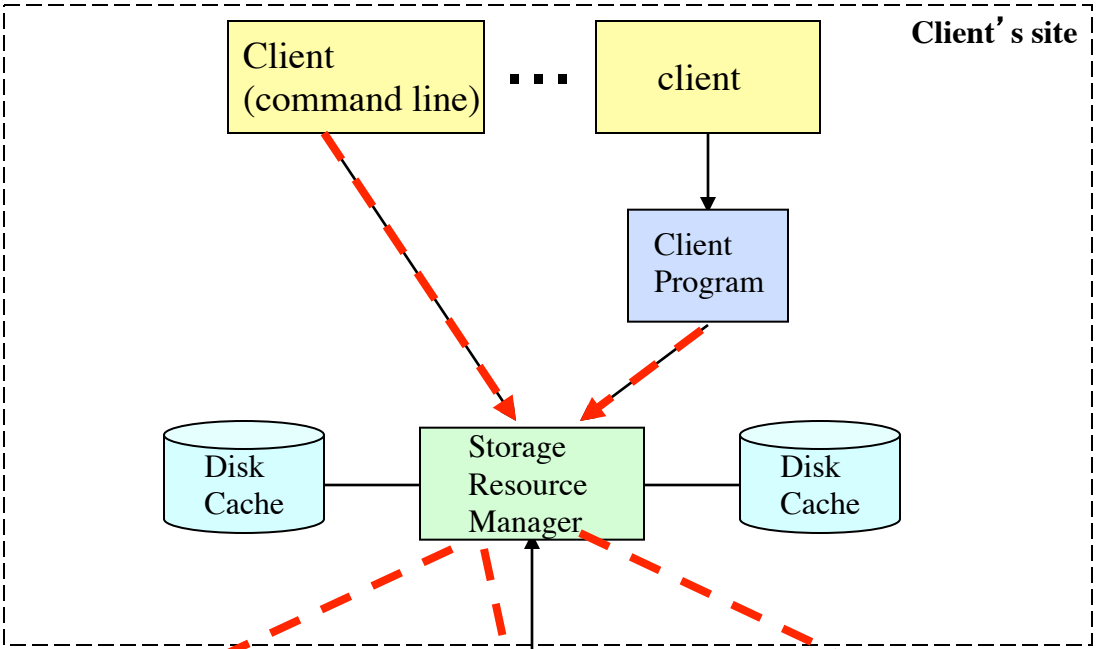 Client’s site
Client
(command line)
...
client
Client
Program
Storage
Resource
Manager
Disk
Cache
Disk
Cache